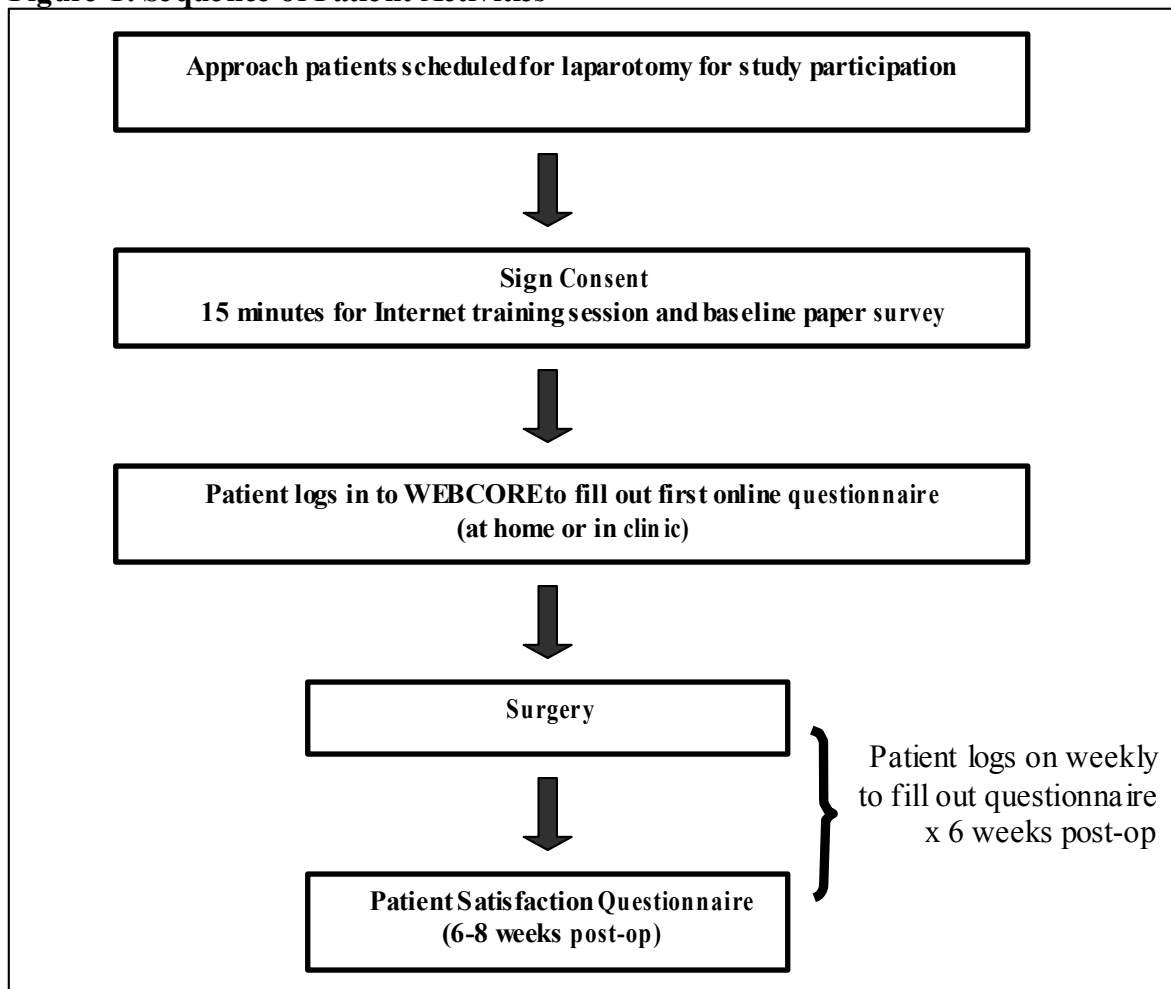 Figure 1: Sequence of Patient Activities
Approach patients scheduled for laparotomy for study participation
Sign Consent
15 minutes for Internet training session and baseline paper survey
Patient logs in to WEBCORE to fill out first online questionnaire
(at home or in clinic)
Surgery
Patient logs on weekly
to fill out questionnaire
x 6 weeks post-op
Patient Satisfaction Questionnaire
(6-8 weeks post-op)